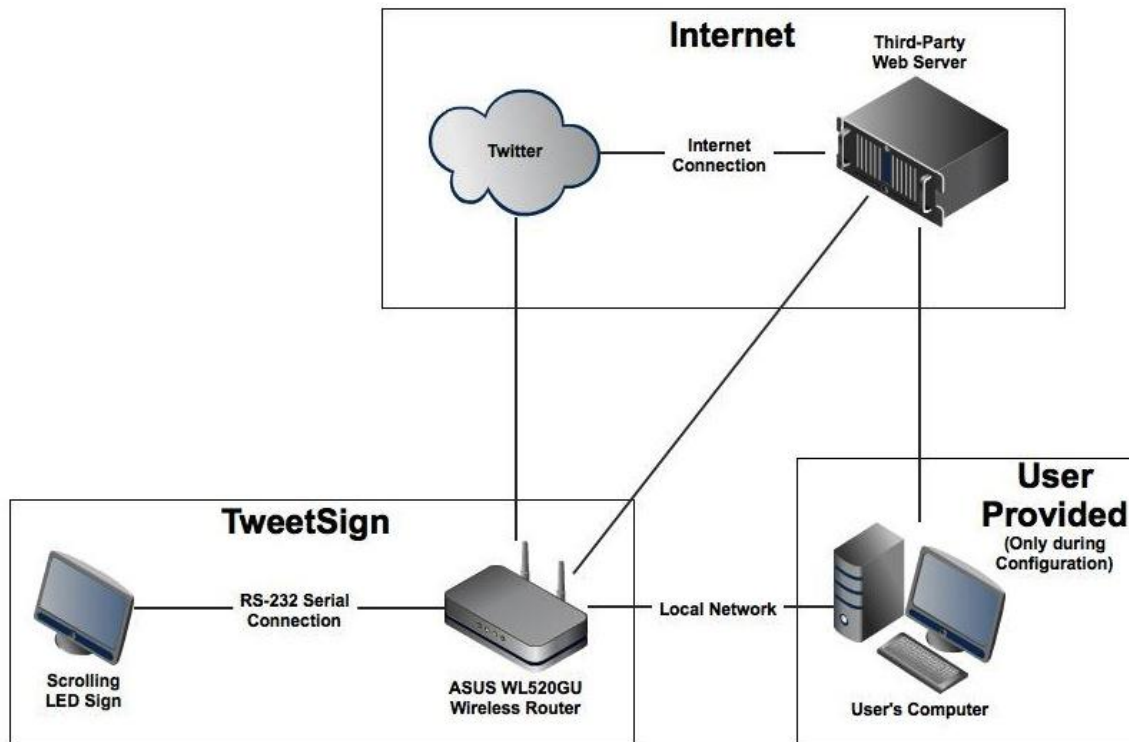 Internet
Third-Party
Web Server
Twitter
Internet
Connection
TweetSign
User
Provided
(Only during
Configuration)
RS-232 Serial
Connection
Local Network
Scrolling
LED Sign
ASUS WL520GU
Wireless Router
User's Computer